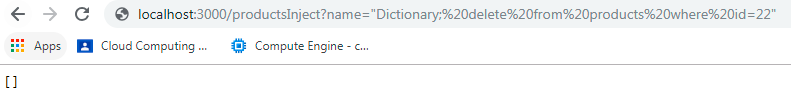 localhost:3000/productsInject?name="Dictionary;%20delete%20from%20products%20where%20id=22"
Apps Cloud Computing ... Compute Engine - c...
[]